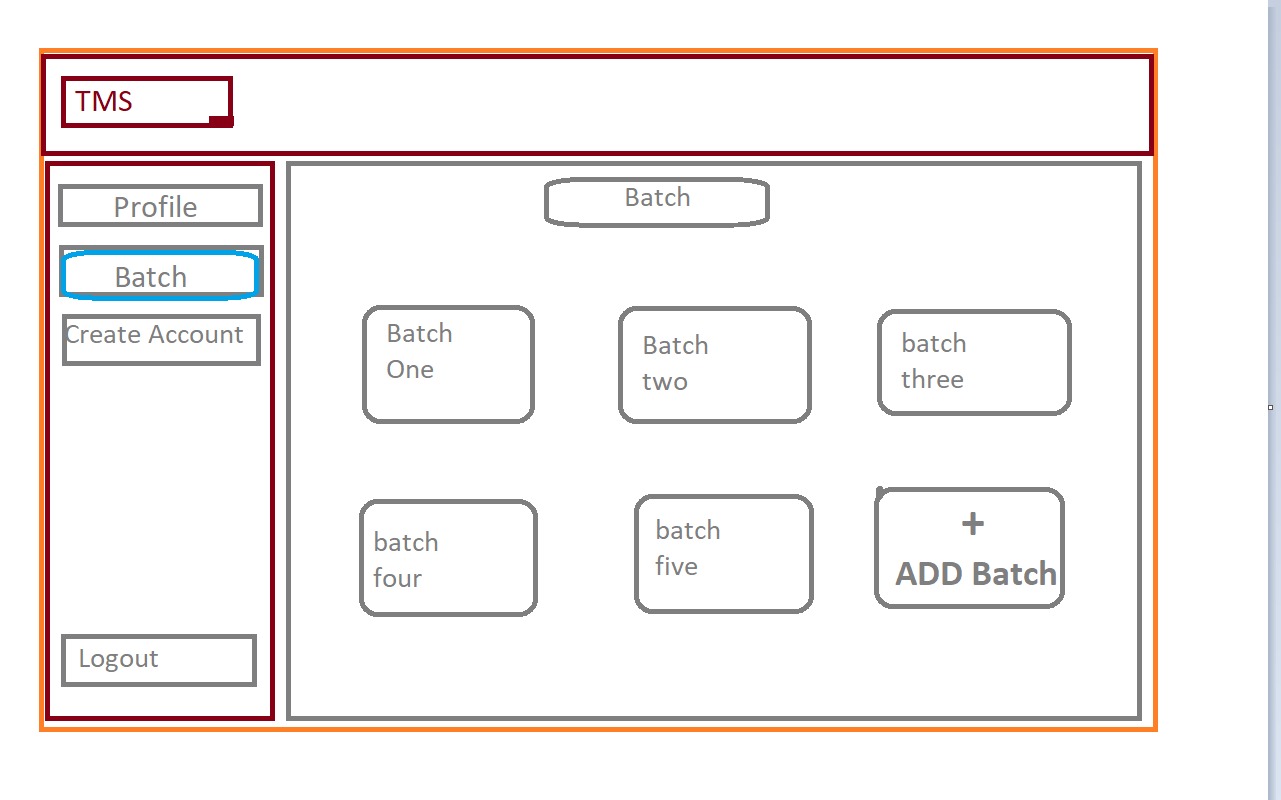 TMS
Profile
Batch
Create Account
Logout
Batch
Batch
One
Batch
two
batch
three
batch
four
batch
five
+
ADD Batch